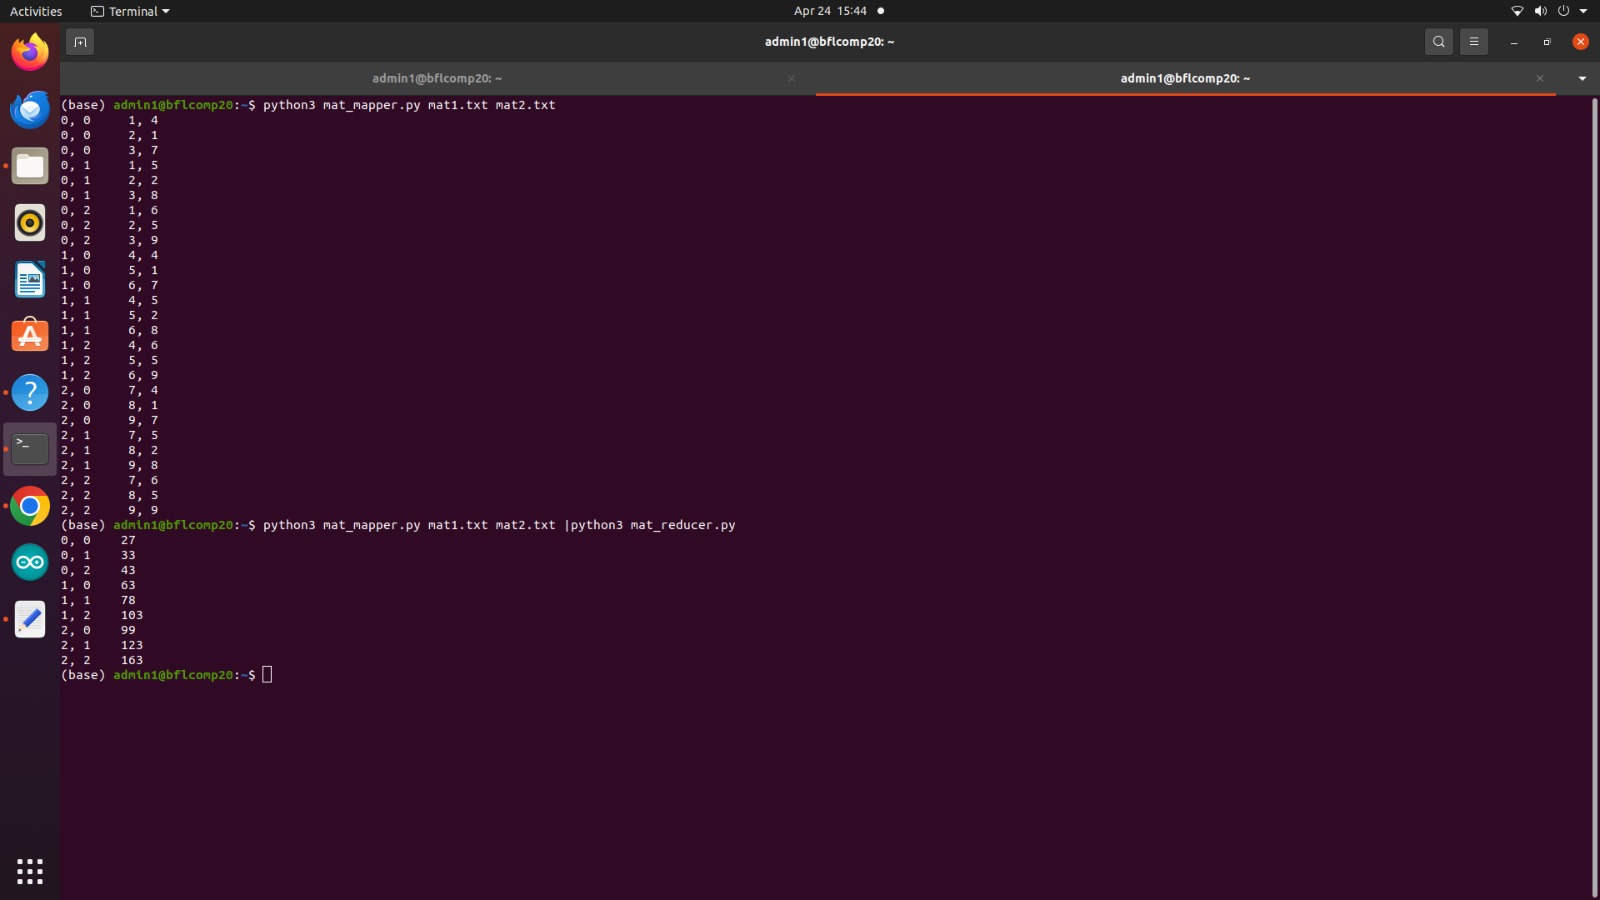 Activities Terminal Apr 24 15:44
admin1@bflcomp20: ~
admin1@bflcomp20: ~ admin1@bflcomp20: ~
(base) admin1@bflcomp20:~$ python3 mat_mapper.py mat1.txt mat2.txt
0, 0 1, 4
0, 0 2, 1
0, 0 3, 7
0, 1 1, 5
0, 1 2, 2
0, 1 3, 8
0, 2 1, 6
0, 2 2, 5
0, 2 3, 9
1, 0 4, 4
1, 0 5, 1
1, 0 6, 7
1, 1 4, 5
1, 1 5, 2
1, 1 6, 8
1, 2 4, 6
1, 2 5, 5
1, 2 6, 9
2, 0 7, 4
2, 0 8, 1
2, 0 9, 7
2, 1 7, 5
2, 1 8, 2
2, 1 9, 8
2, 2 7, 6
2, 2 8, 5
2, 2 9, 9
(base) admin1@bflcomp20:~$ python3 mat_mapper.py mat1.txt mat2.txt |python3 mat_reducer.py
0, 0 27
0, 1 33
0, 2 43
1, 0 63
1, 1 78
1, 2 103
2, 0 99
2, 1 123
2, 2 163
(base) admin1@bflcomp20:~$